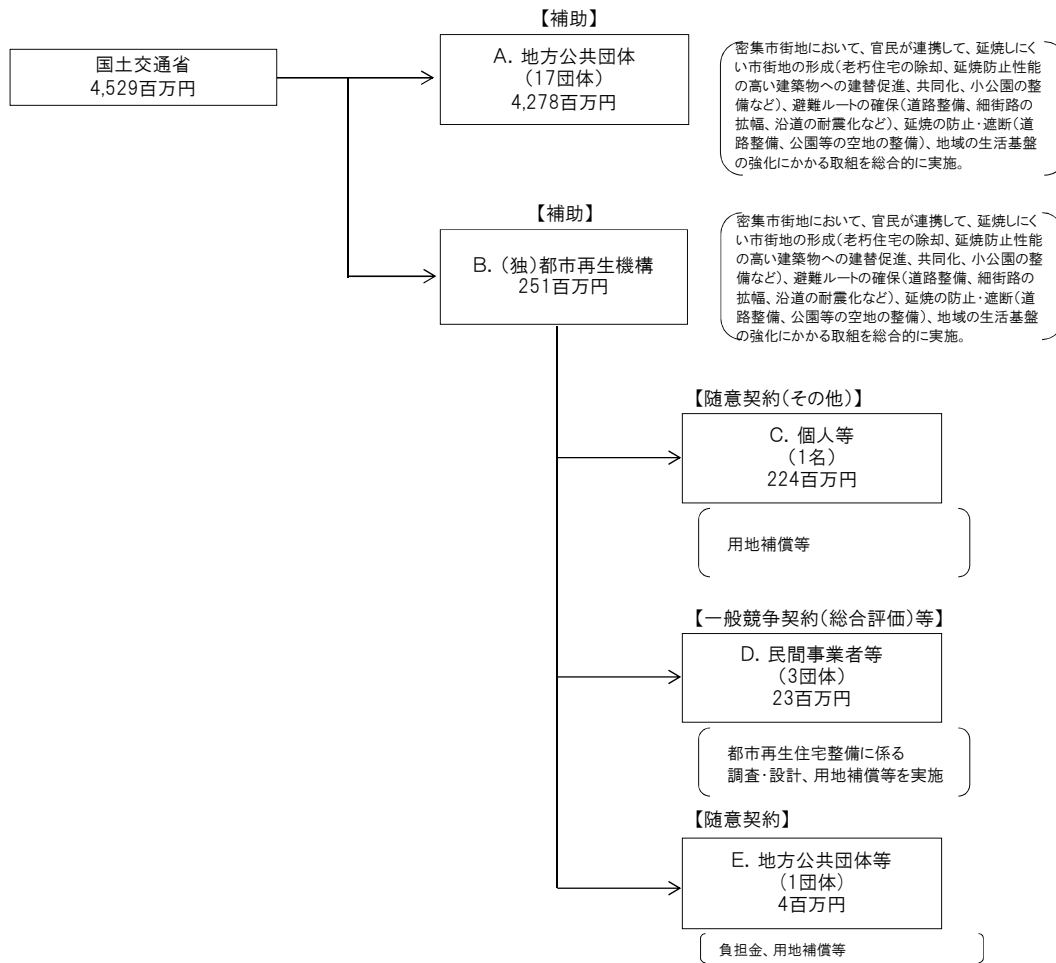 【補助】
国土交通省
4,529百万円
A. 地方公共団体
(17団体)
4,278百万円
密集市街地において、官民が連携して、延焼しにく
い市街地の形成(老朽住宅の除却、延焼防止性能
の高い建築物への建替促進、共同化、小公園の整
備など)、避難ルートの確保(道路整備、細街路の
拡幅、沿道の耐震化など)、延焼の防止・遮断(道
路整備、公園等の空地の整備)、地域の生活基盤
の強化にかかる取組を総合的に実施。
【補助】
B. (独)都市再生機構
251百万円
密集市街地において、官民が連携して、延焼しにく
い市街地の形成(老朽住宅の除却、延焼防止性能
の高い建築物への建替促進、共同化、小公園の整
備など)、避難ルートの確保(道路整備、細街路の
拡幅、沿道の耐震化など)、延焼の防止・遮断(道
路整備、公園等の空地の整備)、地域の生活基盤
の強化にかかる取組を総合的に実施。
【随意契約(その他)】
C. 個人等
(1名)
224百万円
用地補償等
【一般競争契約(総合評価)等】
D. 民間事業者等
(3団体)
23百万円
都市再生住宅整備に係る
調査・設計、用地補償等を実施
【随意契約】
E. 地方公共団体等
(1団体)
4百万円
負担金、用地補償等